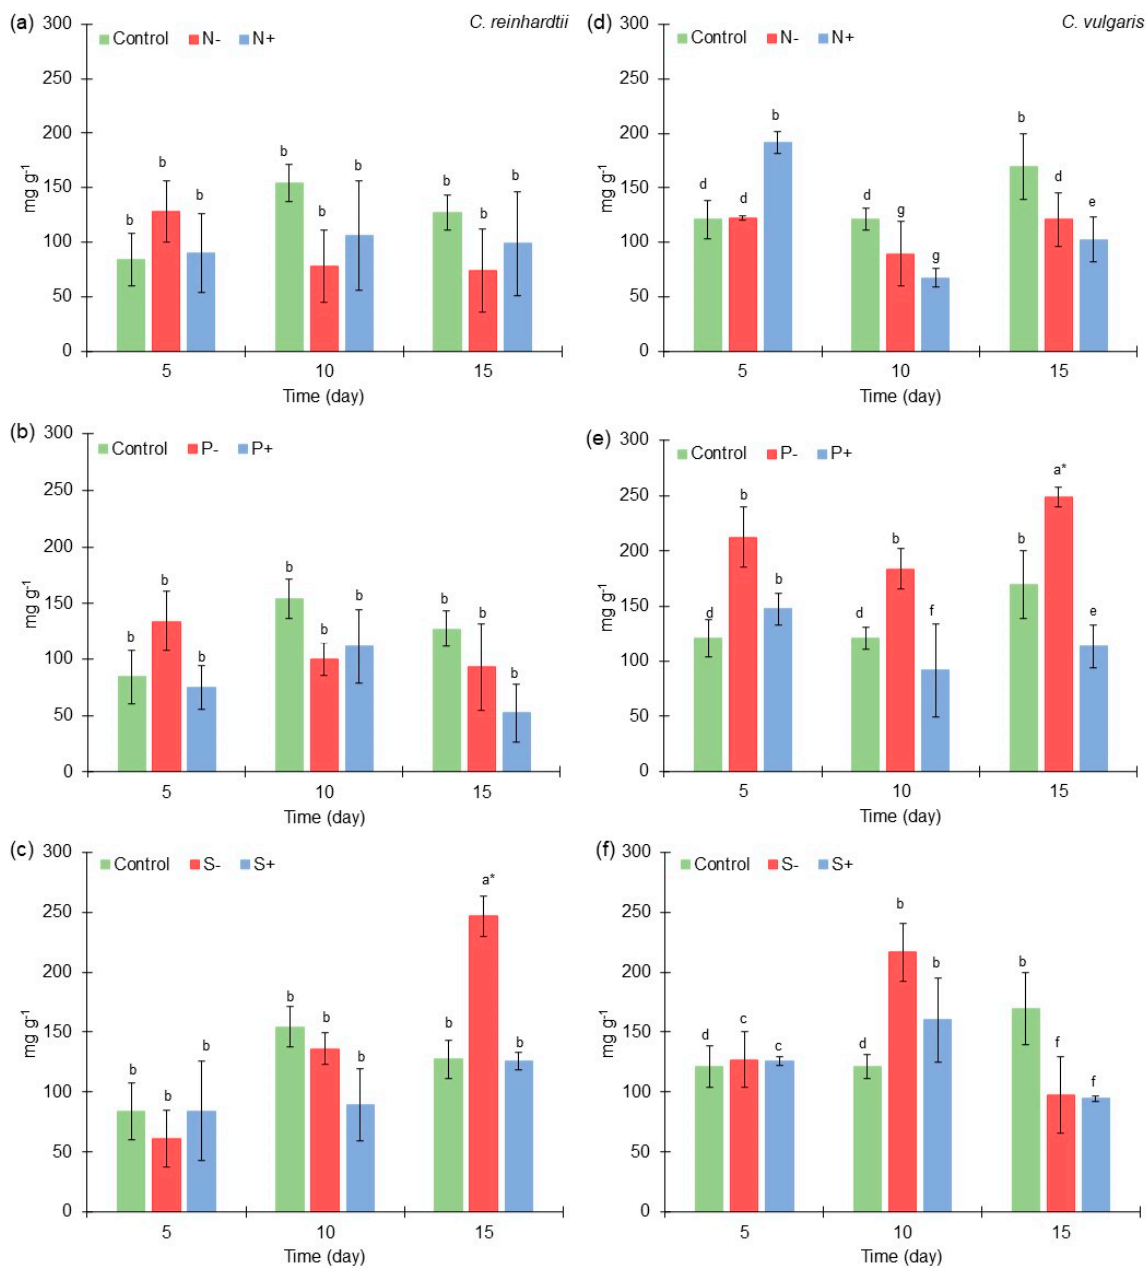 (a) C. reinhardtii
Control N- N+
300
250
200
150
100
50
0
mg g-1
b b b b b b b b b
5 10 15
Time (day)
(d) C. vulgaris
Control N- N+
300
250
200
150
100
50
0
mg g-1
d d b d g g b d e
5 10 15
Time (day)
(b)
Control P- P+
300
250
200
150
100
50
0
mg g-1
b b b b b b b b b
5 10 15
Time (day)
(e)
Control P- P+
300
250
200
150
100
50
0
mg g-1
d b b d b f b a* e
5 10 15
Time (day)
(c)
Control S- S+
300
250
200
150
100
50
0
mg g-1
b b b b b b b a* b
5 10 15
Time (day)
(f)
Control S- S+
300
250
200
150
100
50
0
mg g-1
d c c d b b b f f
5 10 15
Time (day)